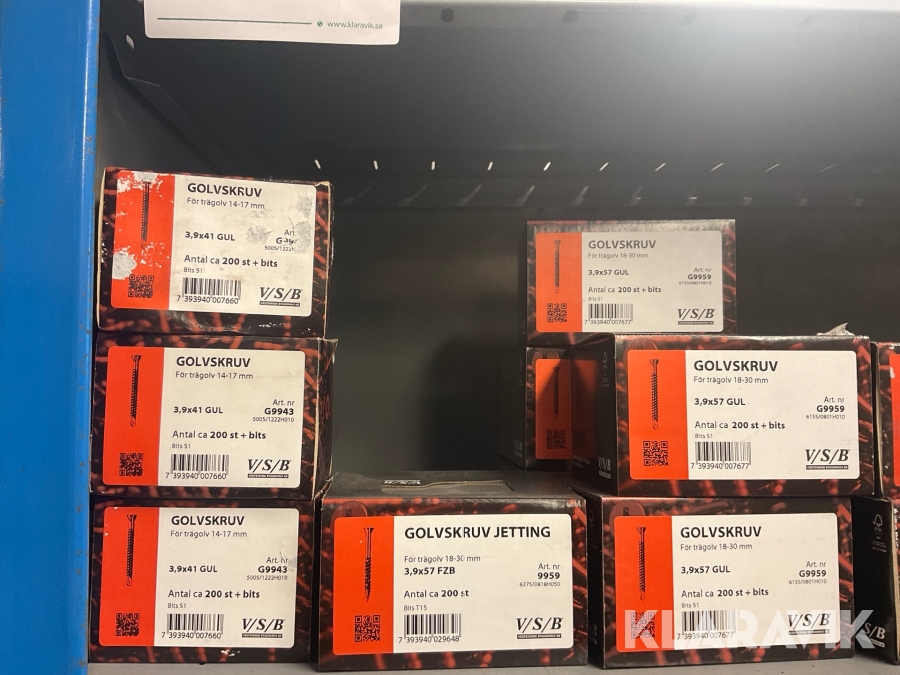 www.klaravik.se
GOLVSKRUV
För trägolv 14-17 mm
3,9x41 GUL
Art.
5005/1222H
Antal ca 200 st + bits
Bits S1
7 393940 007660
V/S/B
GOLVSKRUV
För trägolv 18-30 mm
3,9x57 GUL
Art. nr
G9959
6155/0801H010
Antal ca 200 st + bits
Bits S1
7 393940 007677
V/S/B
GOLVSKRUV
För trägolv 14-17 mm
3,9x41 GUL
Art. nr
G9943
5005/1222H010
Antal ca 200 st + bits
Bits S1
7 393940 007660
V/S/B
GOLVSKRUV
För trägolv 18-30 mm
3,9x57 GUL
Art. nr
G9959
6155/0801H010
Antal ca 200 st + bits
Bits S1
7 393940 007677
V/S/B
V/S/B
GOLVSKRUV
För trägolv 14-17 mm
3,9x41 GUL
Art. nr
G9943
5005/1222H010
Antal ca 200 st + bits
Bits S1
7 393940 007660
V/S/B
GOLVSKRUV JETTING
För trägolv 18-30 mm
3,9x57 FZB
Art. nr
9959
6275/0818H050
Antal ca 200 st
Bits T15
7 393940 029648
V/S/B
GOLVSKRUV
För trägolv 18-30 mm
3,9x57 GUL
Art. nr
G9959
6155/0801H010
Antal ca 200 st + bits
Bits S1
7 393940 007677
V/S/B
V/S/B
KLARAVIK